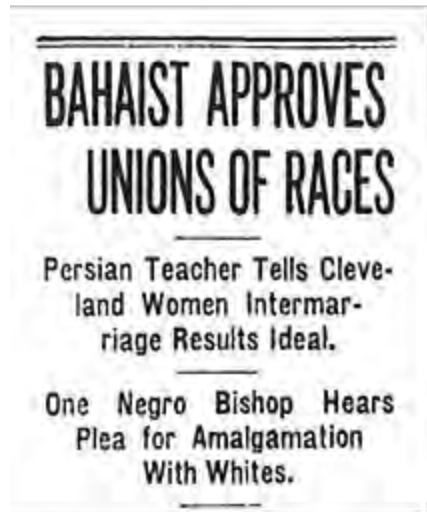 BAHAIST APPROVES
UNIONS OF RACES
Persian Teacher Tells Cleve-
land Women Intermar-
riage Results Ideal.
One Negro Bishop Hears
Plea for Amalgamation
With Whites.